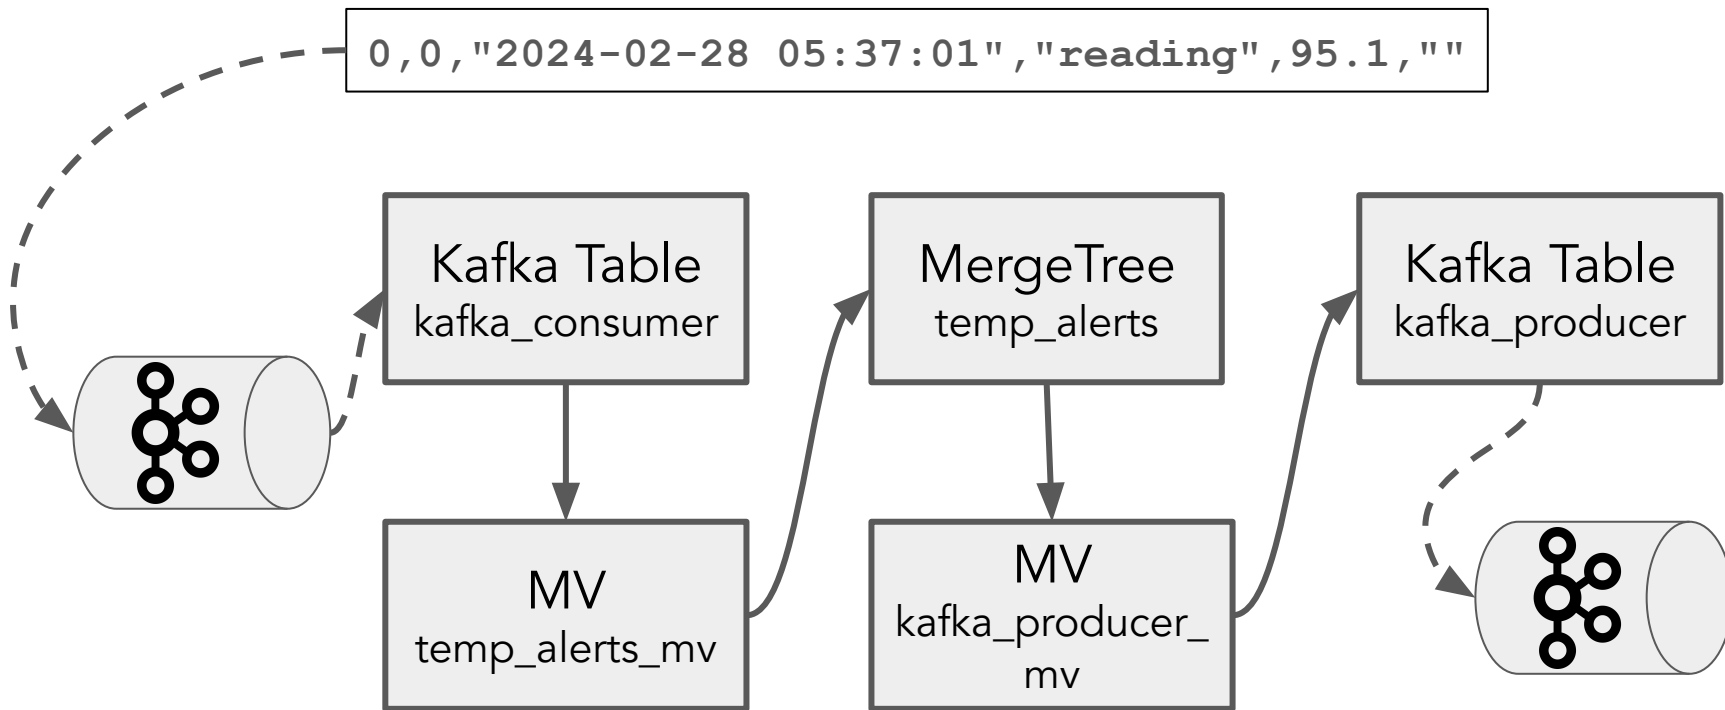 0,0,"2024-02-28 05:37:01","reading",95.1,""
Kafka Table
kafka_consumer
MergeTree
temp_alerts
Kafka Table
kafka_producer
MV
temp_alerts_mv
MV
kafka_producer_
mv